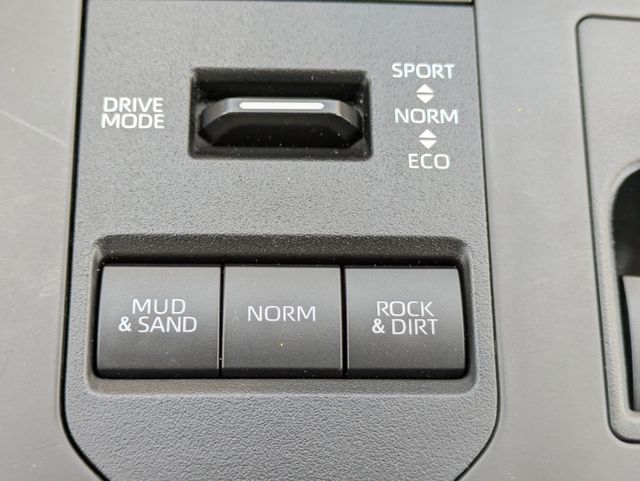 DRIVE
MODE
SPORT
NORM
ECO
MUD
& SAND
NORM
ROCK
& DIRT